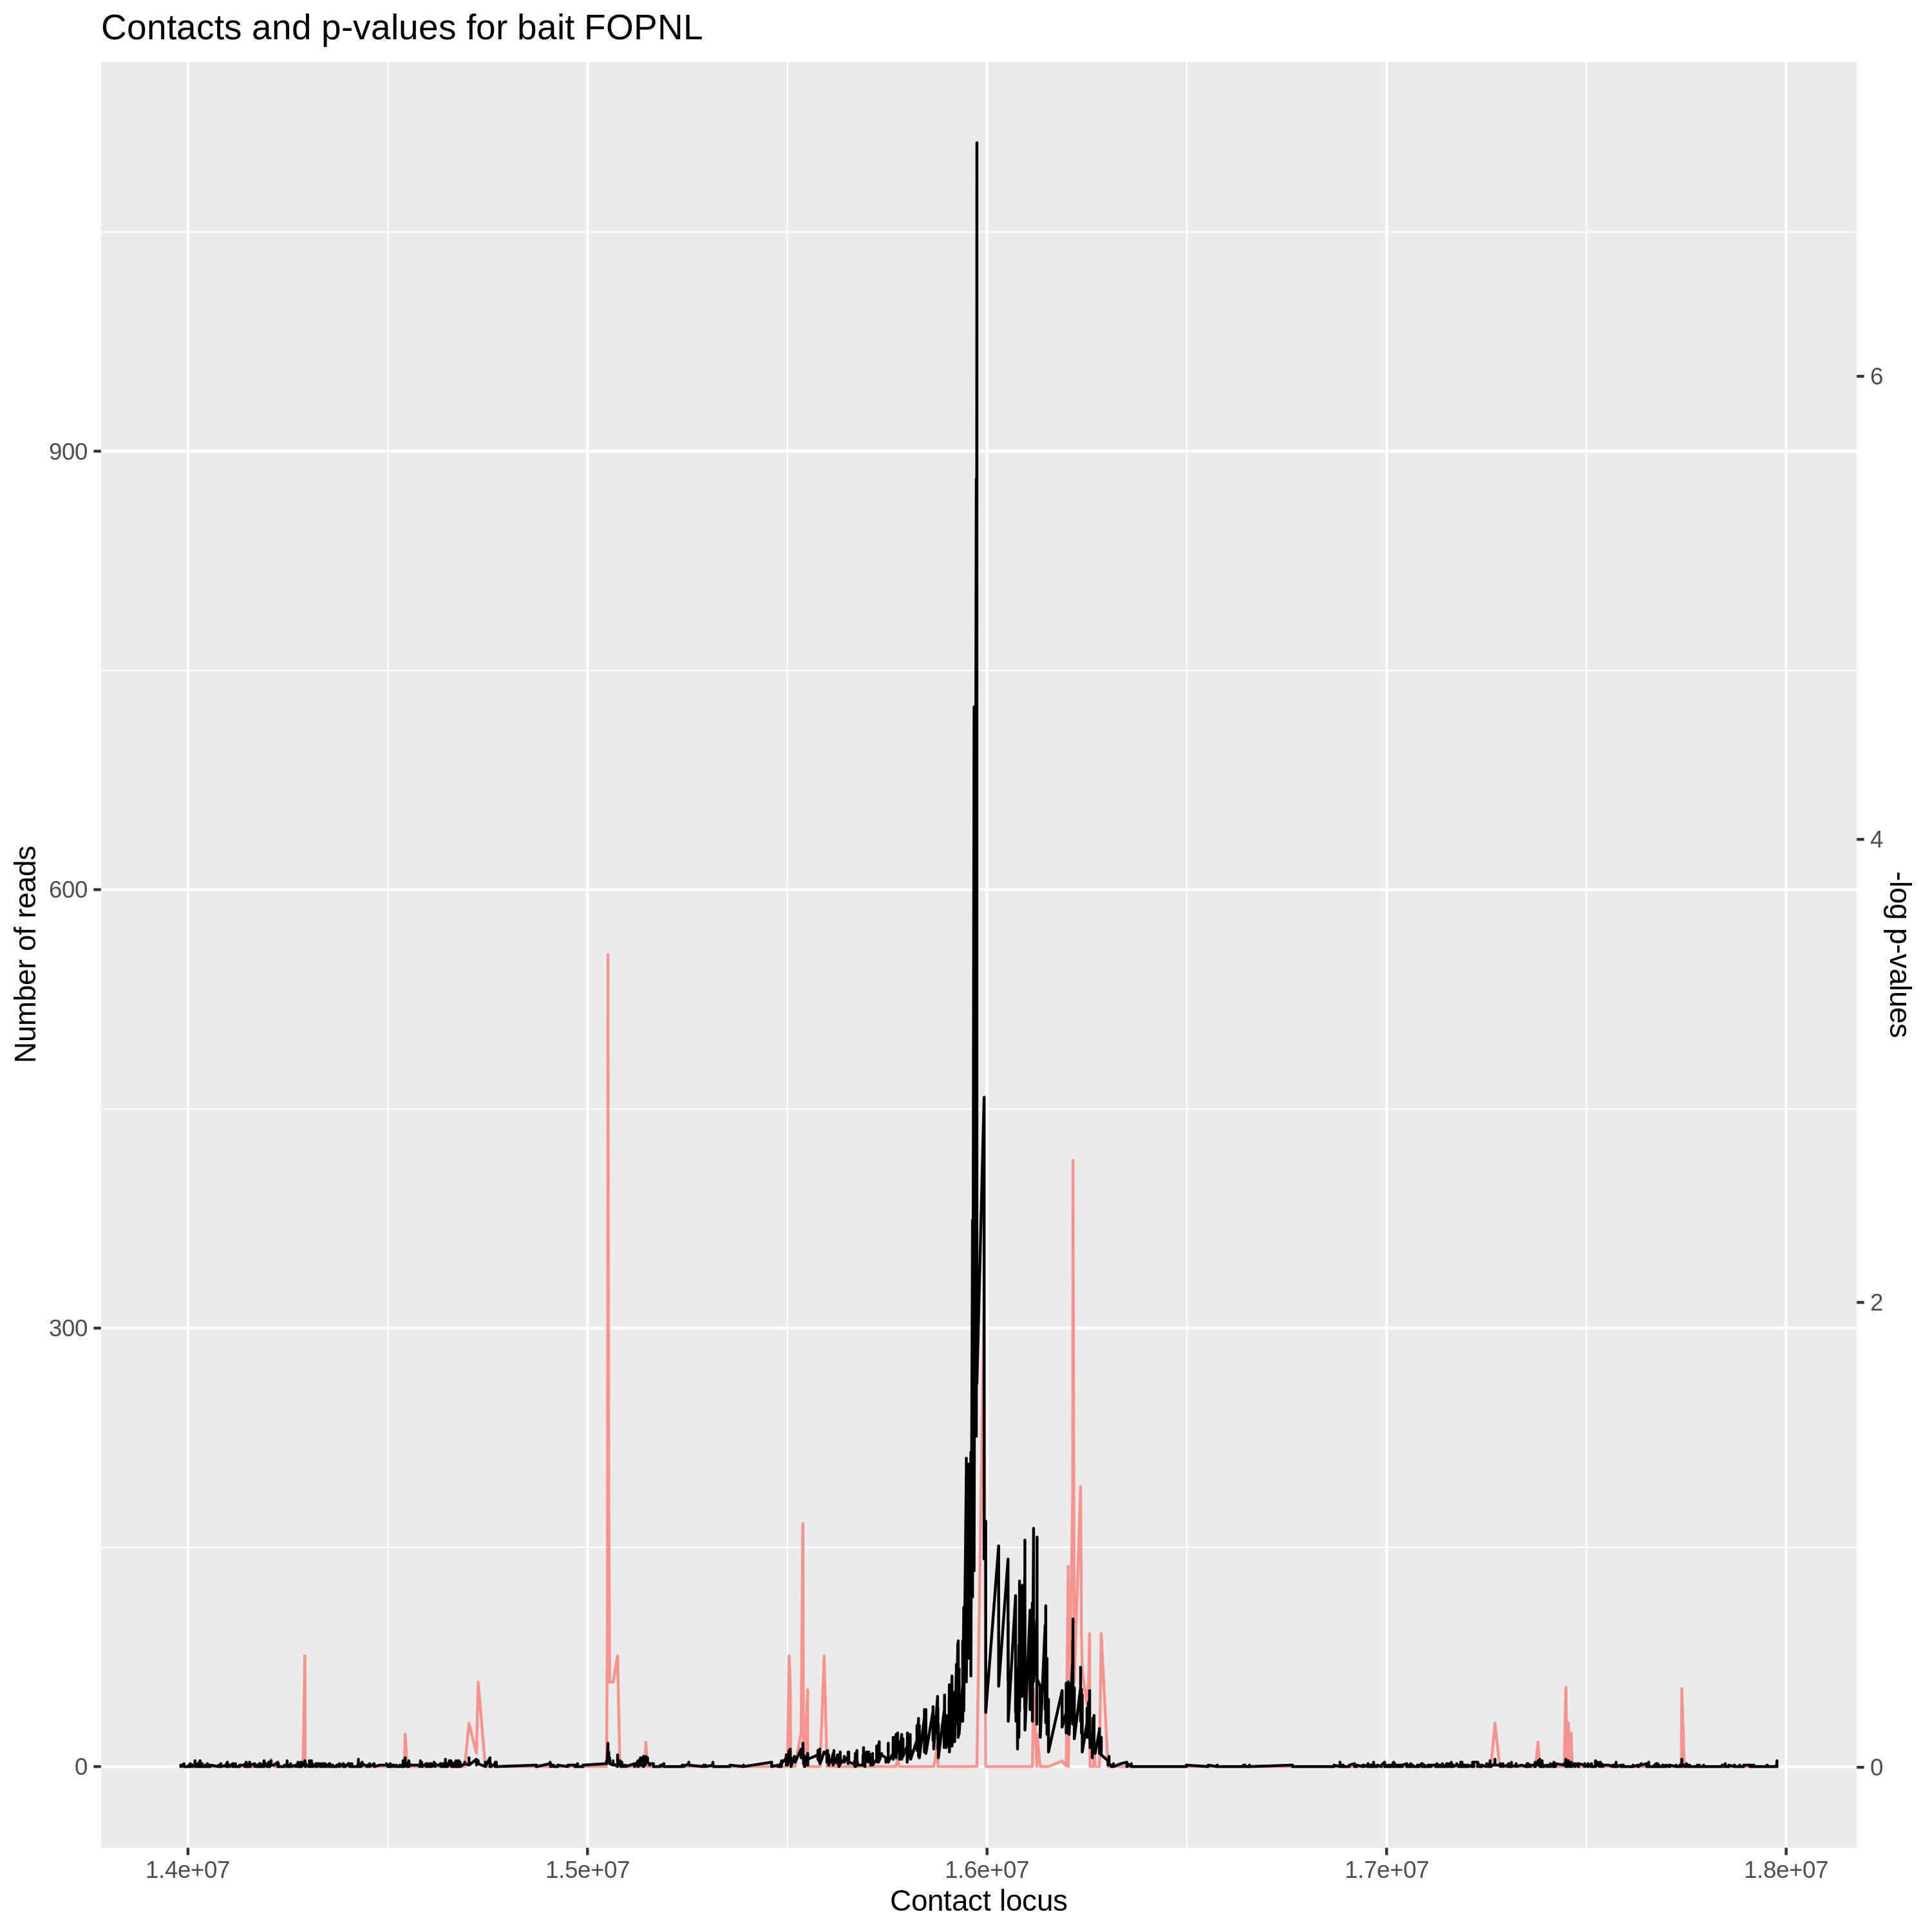 Contacts and p-values for bait FOPNL
Number of reads
900
600
300
0
6
4
2
0
-log p-values
1.4e+07
1.5e+07
1.6e+07
1.7e+07
1.8e+07
Contact locus